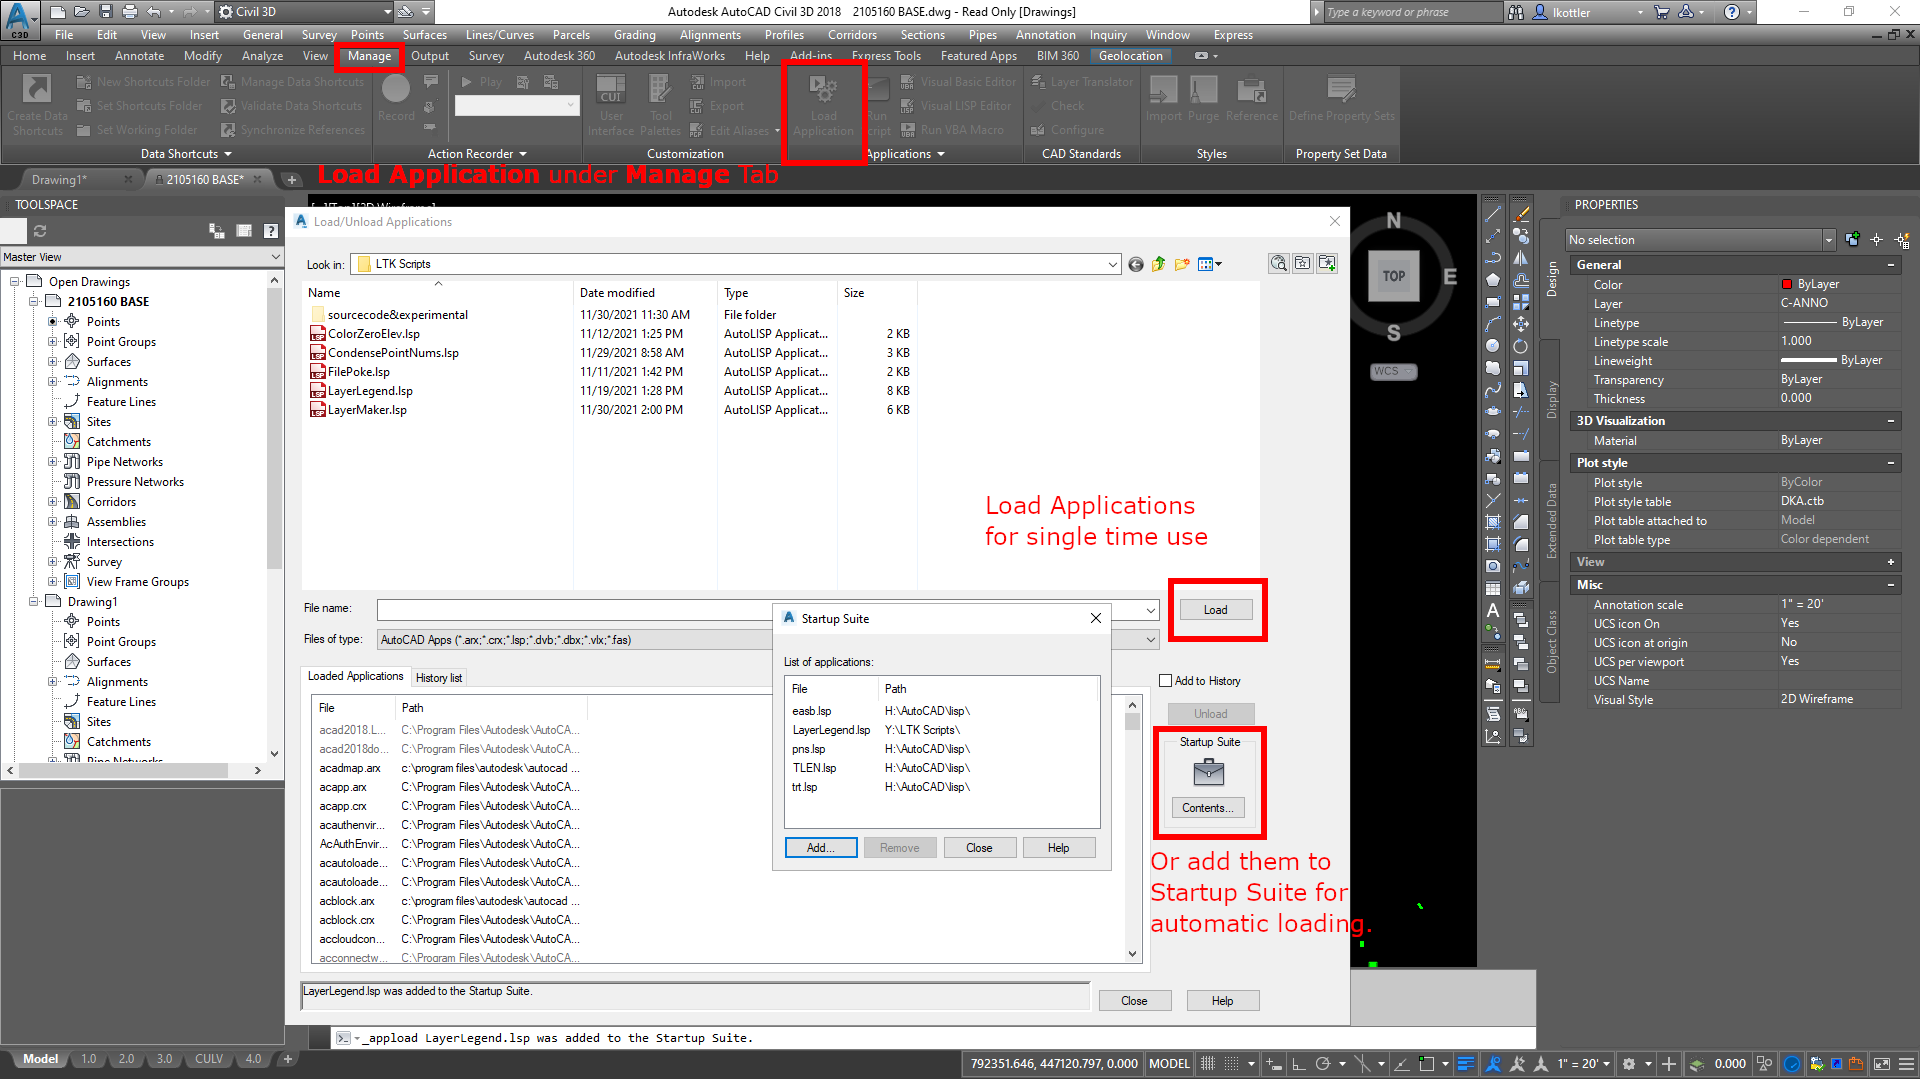 C3D
Civil 3D
Autodesk AutoCAD Civil 3D 2018 2105160 BASE.dwg - Read Only [Drawings]
Type a keyword or phrase
lkottler
File Edit View Insert General Survey Points Surfaces Lines/Curves Parcels Grading Alignments Profiles Corridors Sections Pipes Annotation Inquiry Window Express
Home Insert Annotate Modify Analyze View Manage Output Survey Autodesk 360 Autodesk InfraWorks Help Add-ins Express Tools Featured Apps BIM 360 Geolocation
Create Data Shortcuts
New Shortcuts Folder
Set Shortcuts Folder
Set Working Folder
Manage Data Shortcuts
Validate Data Shortcuts
Synchronize References
Data Shortcuts
Record
Play
Action Recorder
CUI
User Interface
Tool Palettes
Import
Export
Edit Aliases
Customization
Load Application
Visual Basic Editor
Visual LISP Editor
Run VBA Macro
Applications
Layer Translator
Check
Configure
CAD Standards
Import Purge Reference
Styles
Define Property Sets
Property Set Data
Drawing1*
2105160 BASE*
Load Application under Manage Tab
TOOLSPACE
Master View
Open Drawings
2105160 BASE
Points
Point Groups
Surfaces
Alignments
Feature Lines
Sites
Catchments
Pipe Networks
Pressure Networks
Corridors
Assemblies
Intersections
Survey
View Frame Groups
Drawing1
Points
Point Groups
Surfaces
Alignments
Feature Lines
Sites
Catchments
Pipe Networks
Load/Unload Applications
Look in: LTK Scripts
Name Date modified Type Size
sourcecode&experimental 11/30/2021 11:30 AM File folder
ColorZeroElev.lsp 11/12/2021 1:25 PM AutoLISP Applicat... 2 KB
CondensePointNums.lsp 11/29/2021 8:58 AM AutoLISP Applicat... 3 KB
FilePoke.lsp 11/11/2021 1:42 PM AutoLISP Applicat... 2 KB
LayerLegend.lsp 11/19/2021 1:28 PM AutoLISP Applicat... 8 KB
LayerMaker.lsp 11/30/2021 2:00 PM AutoLISP Applicat... 6 KB
Load Applications
for single time use
File name:
Load
Files of type: AutoCAD Apps (*.arx;*.crx;*.lsp;*.dvb;*.dbx;*.vlx;*.fas)
Loaded Applications History list
Add to History
Unload
File Path
acad2018.L... C:\Program Files\Autodesk\AutoCA...
acad2018do... C:\Program Files\Autodesk\AutoCA...
acadmap.arx c:\program files\autodesk\autocad ...
acapp.arx C:\Program Files\Autodesk\AutoCA...
acapp.crx C:\Program Files\Autodesk\AutoCA...
acauthenvir... C:\Program Files\Autodesk\AutoCA...
AcAuthEnvir... C:\Program Files\Autodesk\AutoCA...
acautoloade... C:\Program Files\Autodesk\AutoCA...
acautoloade... C:\Program Files\Autodesk\AutoCA...
acblock.arx c:\program files\autodesk\autocad ...
acblock.crx C:\Program Files\Autodesk\AutoCA...
accloudcon... C:\Program Files\Autodesk\AutoCA...
acconnectw... C:\Program Files\Autodesk\AutoCA...
Startup Suite
List of applications:
File Path
easb.lsp H:\AutoCAD\lisp\
LayerLegend.lsp Y:\LTK Scripts\
pns.lsp H:\AutoCAD\lisp\
TLEN.lsp H:\AutoCAD\lisp\
trt.lsp H:\AutoCAD\lisp\
Add... Remove Close Help
Startup Suite
Contents...
Or add them to
Startup Suite for
automatic loading.
LayerLegend.lsp was added to the Startup Suite.
Close Help
_appload LayerLegend.lsp was added to the Startup Suite.
N
TOP
E
S
WCS
PROPERTIES
Design
Display
Extended Data
Object Class
No selection
General
Color ByLayer
Layer C-ANNO
Linetype ByLayer
Linetype scale 1.000
Lineweight ByLayer
Transparency ByLayer
Thickness 0.000
3D Visualization
Material ByLayer
Plot style
Plot style ByColor
Plot style table DKA.ctb
Plot table attached to Model
Plot table type Color dependent
View
Misc
Annotation scale 1" = 20'
UCS icon On Yes
UCS icon at origin No
UCS per viewport Yes
UCS Name
Visual Style 2D Wireframe
Model 1.0 2.0 3.0 CULV 4.0
792351.646, 447120.797, 0.000 MODEL
1" = 20'
0.000